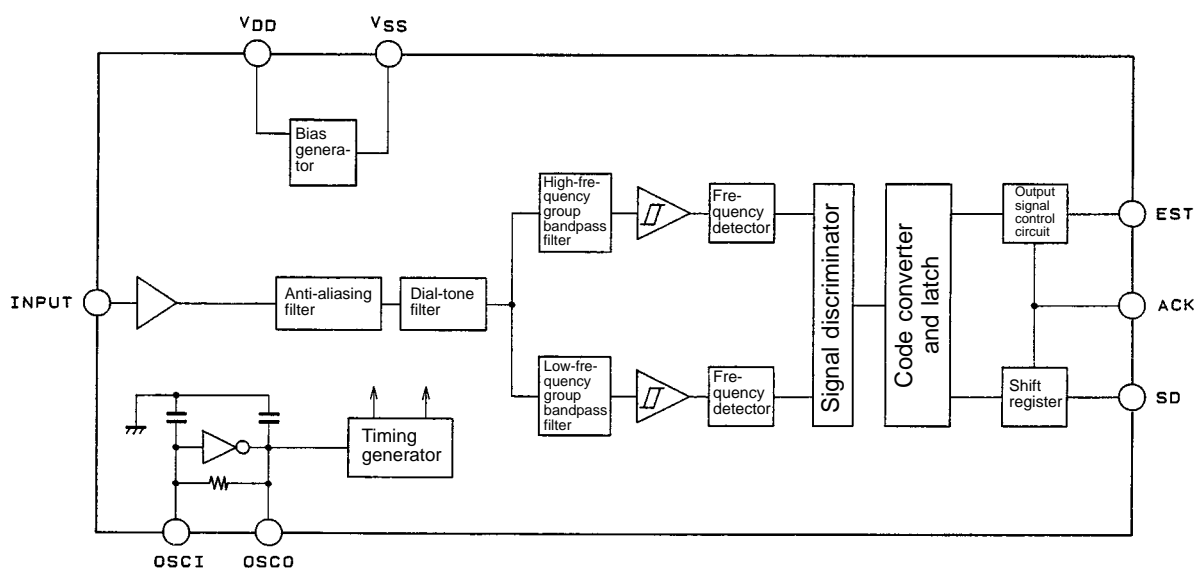 VDD
VSS
Bias
genera-
tor
High-fre-
quency
group
bandpass
filter
Fre-
quency
detector
Signal discriminator
Code converter
and latch
Output
signal
control
circuit
EST
INPUT
Anti-aliasing
filter
Dial-tone
filter
ACK
Low-fre-
quency
group
bandpass
filter
Fre-
quency
detector
Shift
register
SD
Timing
generator
OSCI
OSCO